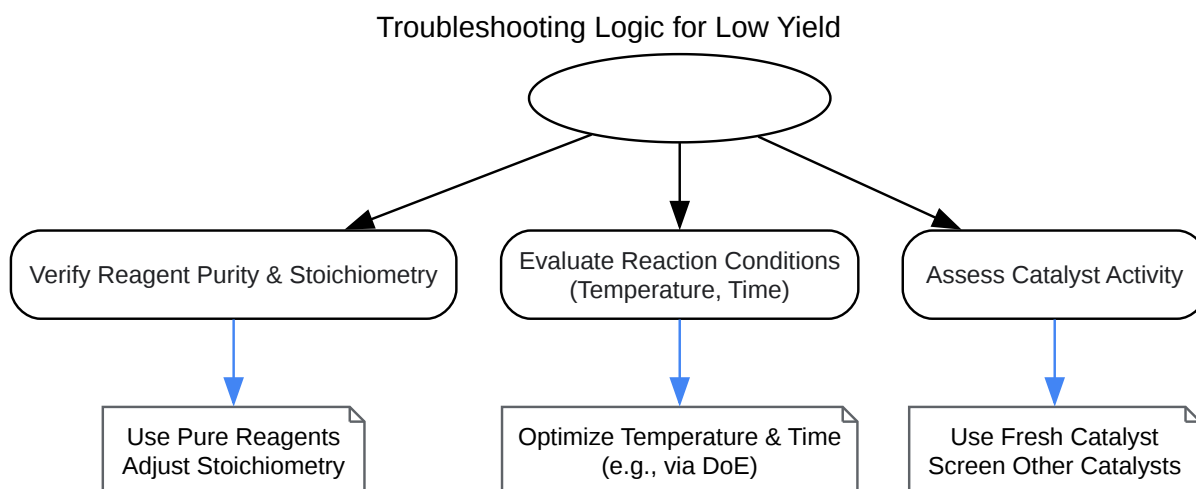 Troubleshooting Logic for Low Yield
Verify Reagent Purity & Stoichiometry
Evaluate Reaction Conditions
(Temperature, Time)
Assess Catalyst Activity
Use Pure Reagents
Adjust Stoichiometry
Optimize Temperature & Time
(e.g., via DoE)
Use Fresh Catalyst
Screen Other Catalysts